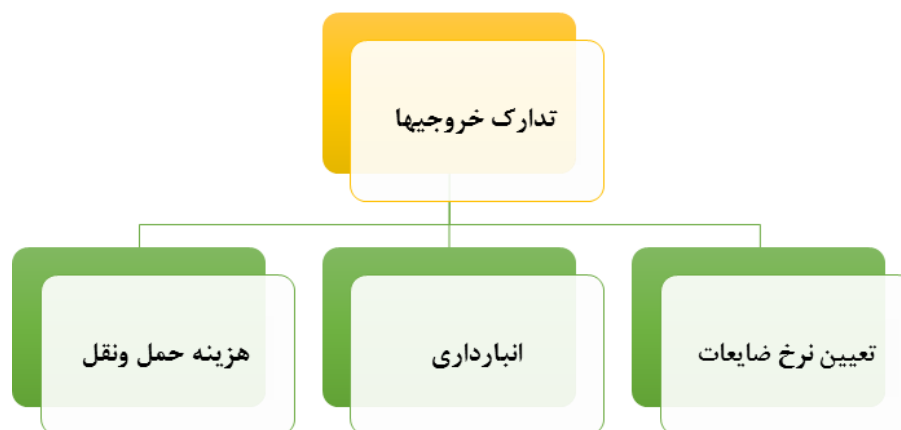 تدارک خروجیها
تعیین نرخ ضایعات
انبارداری
هزینه حمل ونقل